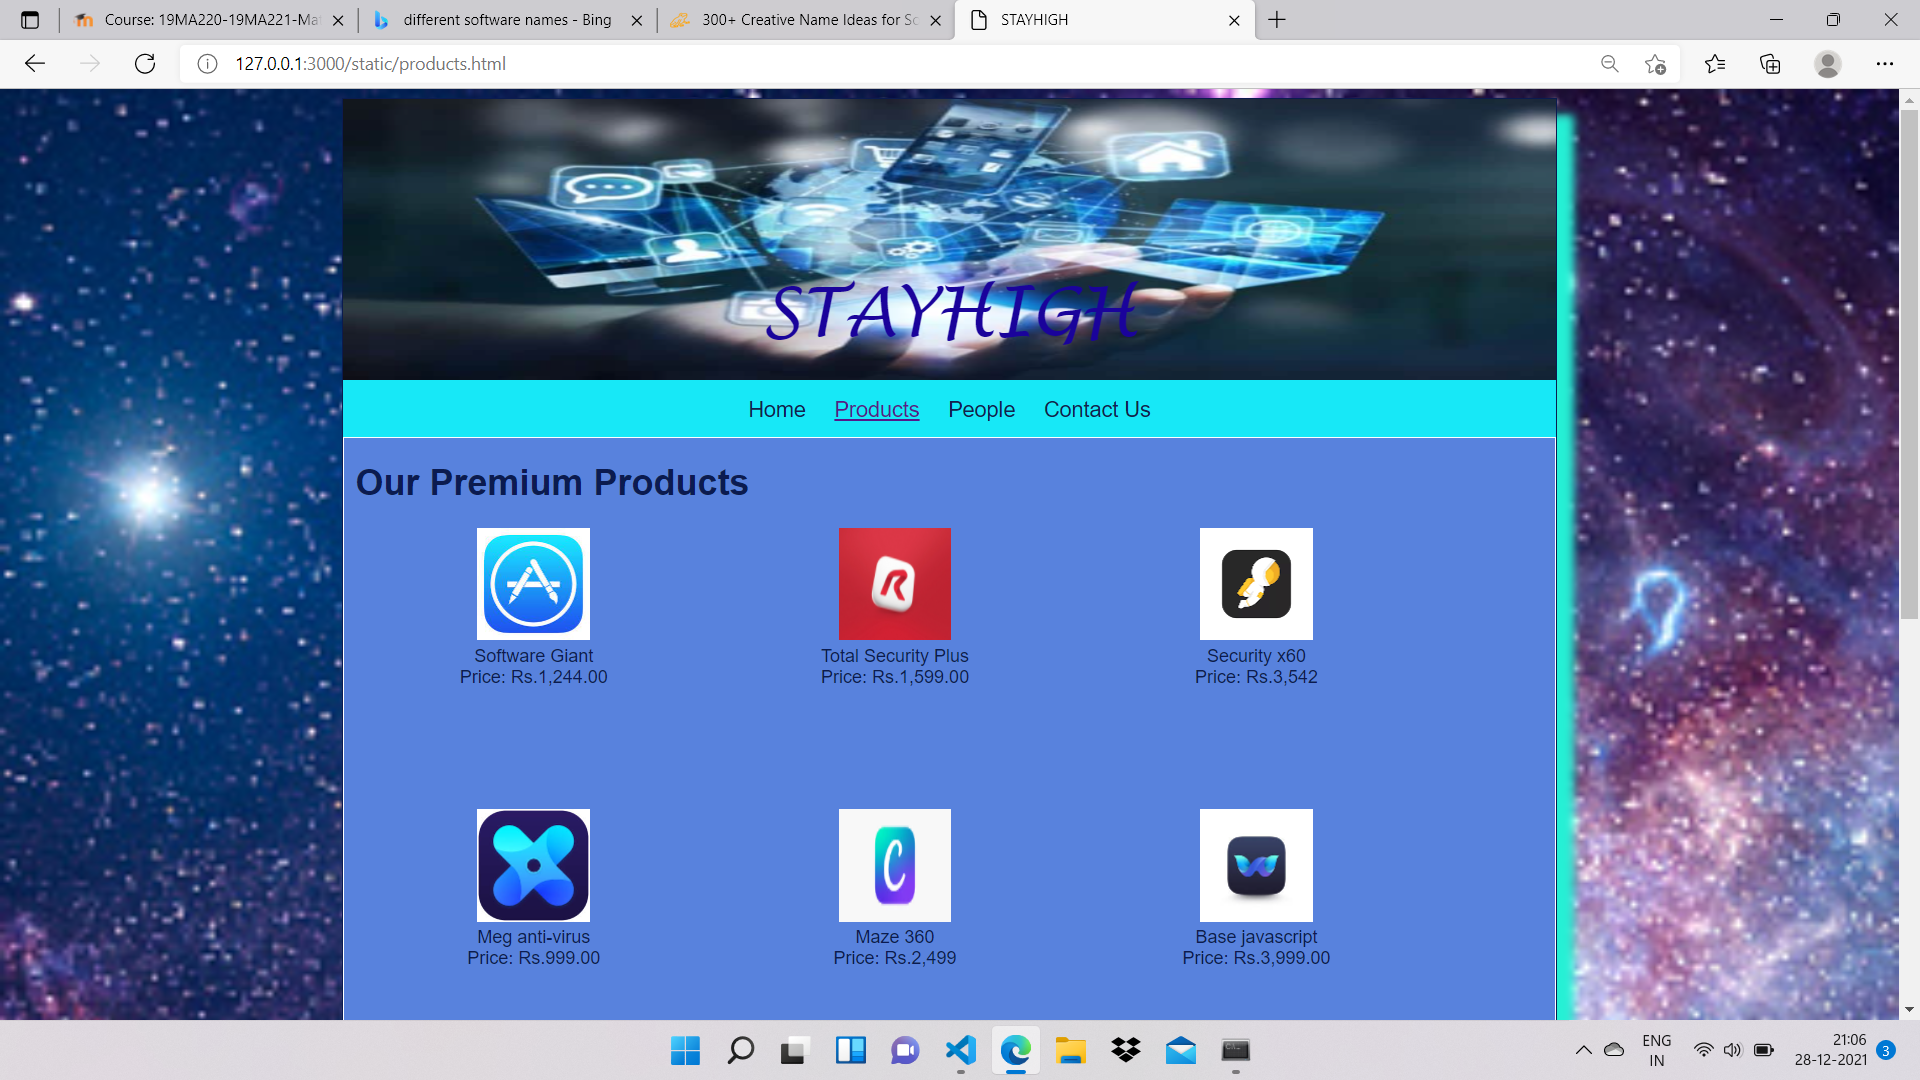 Course: 19MA220-19MA221-Ma
different software names - Bing
300+ Creative Name Ideas for So
STAYHIGH
127.0.0.1:3000/static/products.html
STAYHIGH
Home Products People Contact Us
Our Premium Products
Software Giant
Price: Rs.1,244.00
Total Security Plus
Price: Rs.1,599.00
Security x60
Price: Rs.3,542
Meg anti-virus
Price: Rs.999.00
Maze 360
Price: Rs.2,499
Base javascript
Price: Rs.3,999.00
ENG
IN
21:06
28-12-2021
3